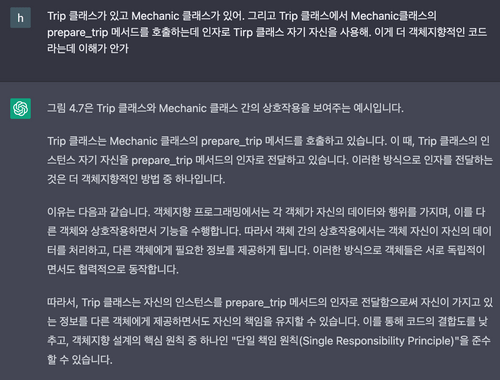 h
Trip 클래스가 있고 Mechanic 클래스가 있어. 그리고 Trip 클래스에서 Mechanic클래스의
prepare_trip 메서드를 호출하는데 인자로 Tirp 클래스 자기 자신을 사용해. 이게 더 객체지향적인 코드
라는데 이해가 안가
그림 4.7은 Trip 클래스와 Mechanic 클래스 간의 상호작용을 보여주는 예시입니다.
Trip 클래스는 Mechanic 클래스의 prepare_trip 메서드를 호출하고 있습니다. 이 때, Trip 클래스의 인
스턴스 자기 자신을 prepare_trip 메서드의 인자로 전달하고 있습니다. 이러한 방식으로 인자를 전달하는
것은 더 객체지향적인 방법 중 하나입니다.
이유는 다음과 같습니다. 객체지향 프로그래밍에서는 각 객체가 자신의 데이터와 행위를 가지며, 이를 다
른 객체와 상호작용하면서 기능을 수행합니다. 따라서 객체 간의 상호작용에서는 객체 자신이 자신의 데이
터를 처리하고, 다른 객체에게 필요한 정보를 제공하게 됩니다. 이러한 방식으로 객체들은 서로 독립적이
면서도 협력적으로 동작합니다.
따라서, Trip 클래스는 자신의 인스턴스를 prepare_trip 메서드의 인자로 전달함으로써 자신이 가지고 있
는 정보를 다른 객체에게 제공하면서도 자신의 책임을 유지할 수 있습니다. 이를 통해 코드의 결합도를 낮
추고, 객체지향 설계의 핵심 원칙 중 하나인 "단일 책임 원칙(Single Responsibility Principle)"을 준수
할 수 있습니다.